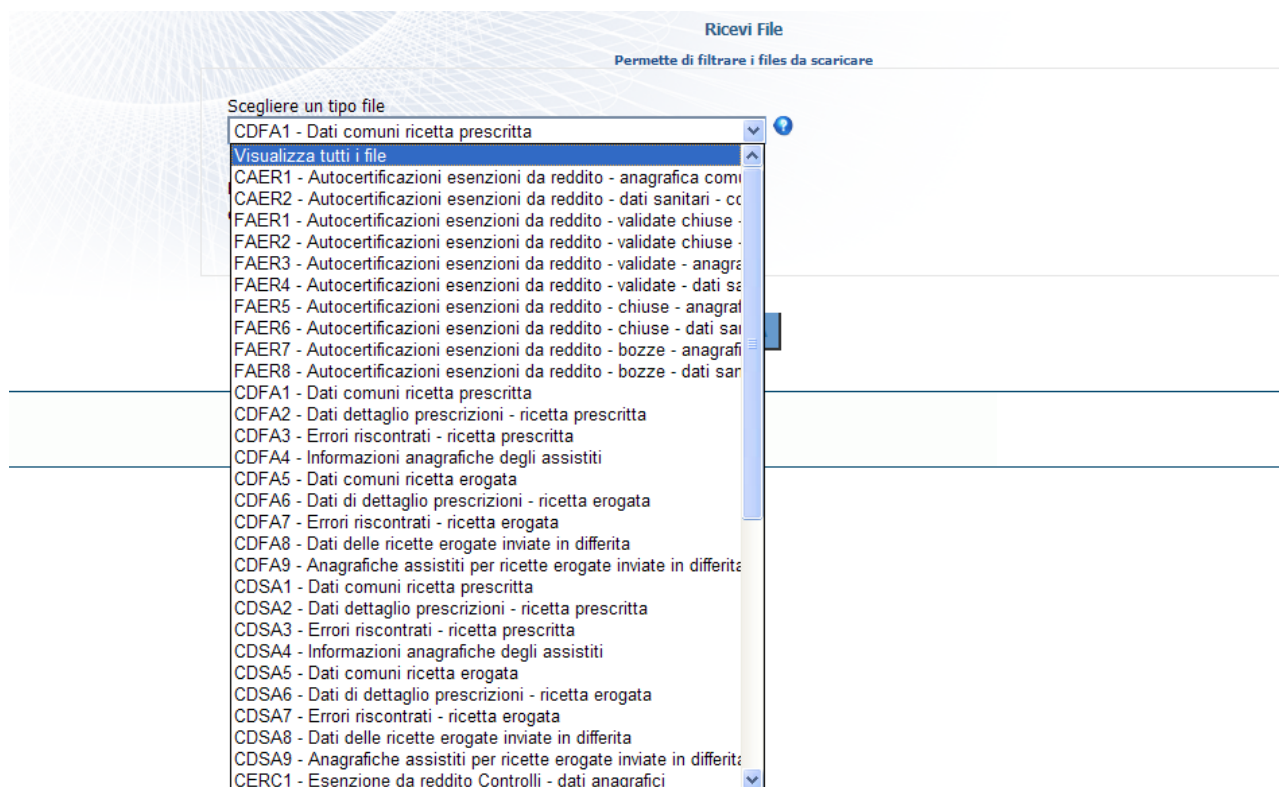 Ricevi File
Permette di filtrare i files da scaricare
Scegliere un tipo file
CDFA1 - Dati comuni ricetta prescritta
Visualizza tutti i file
CAER1 - Autocertificazioni esenzioni da reddito - anagrafica
CAER2 - Autocertificazioni esenzioni da reddito - dati sanitari -
FAER1 - Autocertificazioni esenzioni da reddito - validate chiuse -
FAER2 - Autocertificazioni esenzioni da reddito - validate chiuse -
FAER3 - Autocertificazioni esenzioni da reddito - validate -
FAER4 - Autocertificazioni esenzioni da reddito - validate - dati
FAER5 - Autocertificazioni esenzioni da reddito - chiuse -
FAER6 - Autocertificazioni esenzioni da reddito - chiuse - dati
FAER7 - Autocertificazioni esenzioni da reddito - bozze -
FAER8 - Autocertificazioni esenzioni da reddito - bozze - dati
CDFA1 - Dati comuni ricetta prescritta
CDFA2 - Dati dettaglio prescrizioni - ricetta prescritta
CDFA3 - Errori riscontrati - ricetta prescritta
CDFA4 - Informazioni anagrafiche degli assistiti
CDFA5 - Dati comuni ricetta erogata
CDFA6 - Dati di dettaglio prescrizioni - ricetta erogata
CDFA7 - Errori riscontrati - ricetta erogata
CDFA8 - Dati delle ricette erogate inviate in differita
CDFA9 - Anagrafiche assistiti per ricette erogate inviate in differita
CDSA1 - Dati comuni ricetta prescritta
CDSA2 - Dati dettaglio prescrizioni - ricetta prescritta
CDSA3 - Errori riscontrati - ricetta prescritta
CDSA4 - Informazioni anagrafiche degli assistiti
CDSA5 - Dati comuni ricetta erogata
CDSA6 - Dati di dettaglio prescrizioni - ricetta erogata
CDSA7 - Errori riscontrati - ricetta erogata
CDSA8 - Dati delle ricette erogate inviate in differita
CDSA9 - Anagrafiche assistiti per ricette erogate inviate in differita
CERC1 - Esenzione da reddito Controlli - dati anagrafici